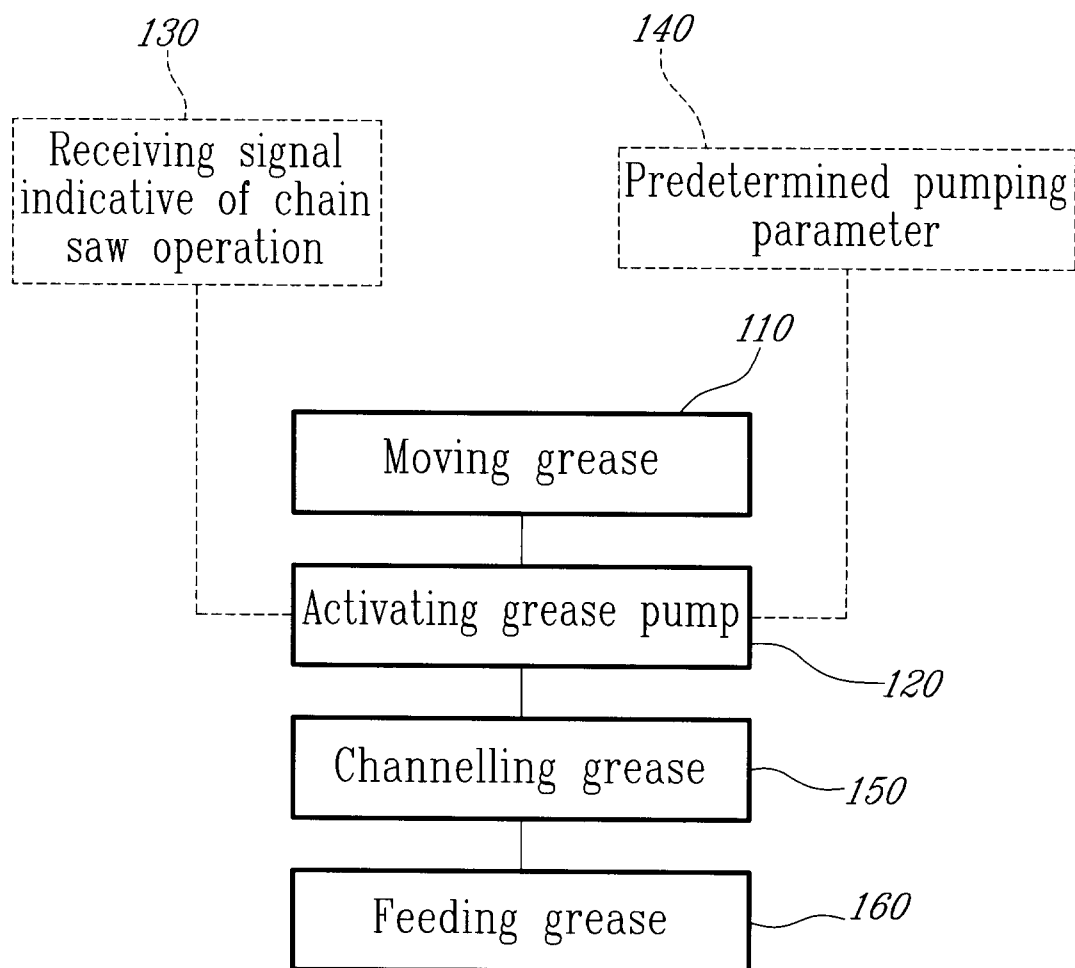 130
140
Receiving signal
indicative of chain
saw operation
Predetermined pumping
parameter
110
Moving grease
Activating grease pump
120
Channelling grease
150
Feeding grease
160